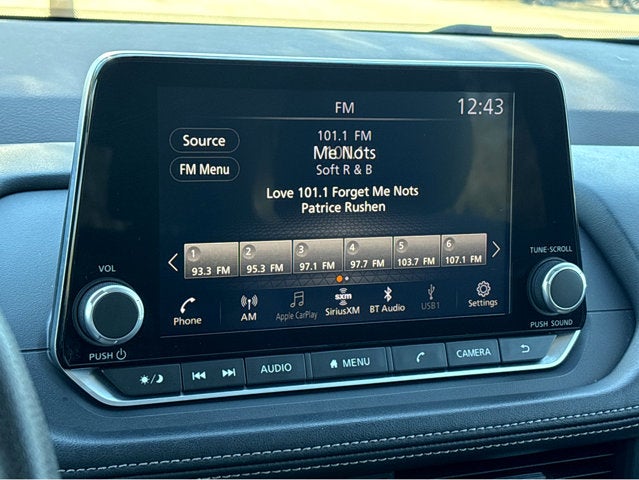 FM
12:43
Source
FM Menu
101.1 FM
Me Nots
Soft R & B
Love 101.1 Forget Me Nots
Patrice Rushen
1 93.3 FM
2 95.3 FM
3 97.1 FM
4 97.7 FM
5 103.7 FM
6 107.1 FM
Phone
AM
Apple CarPlay
sxm
SiriusXM
BT Audio
USB1
Settings
VOL
PUSH
TUNE·SCROLL
PUSH SOUND
AUDIO
MENU
CAMERA